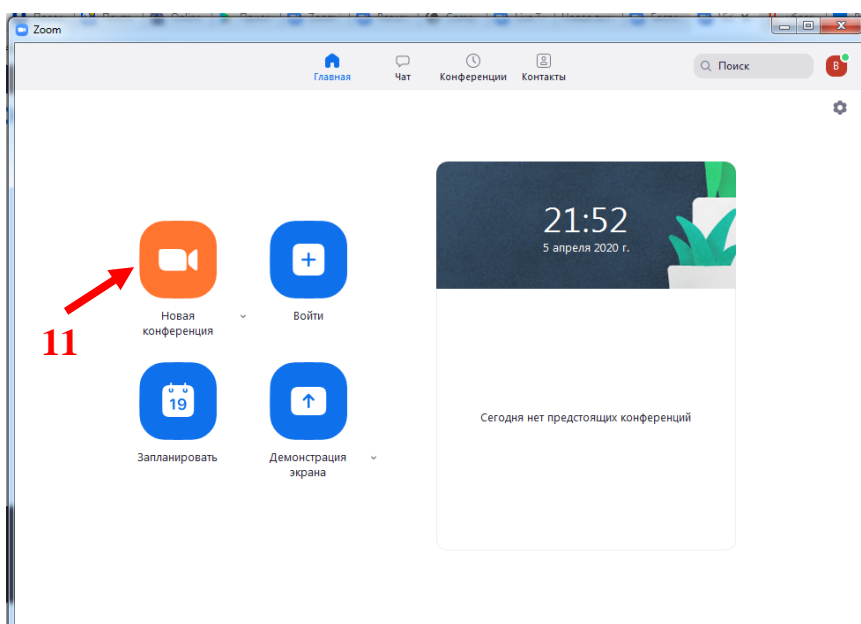 Zoom
Главная
Чат
Конференции
Контакты
Поиск
В
21:52
5 апреля 2020 г.
11
Новая
конференция
Войти
19
Запланировать
Демонстрация
экрана
Сегодня нет предстоящих конференций